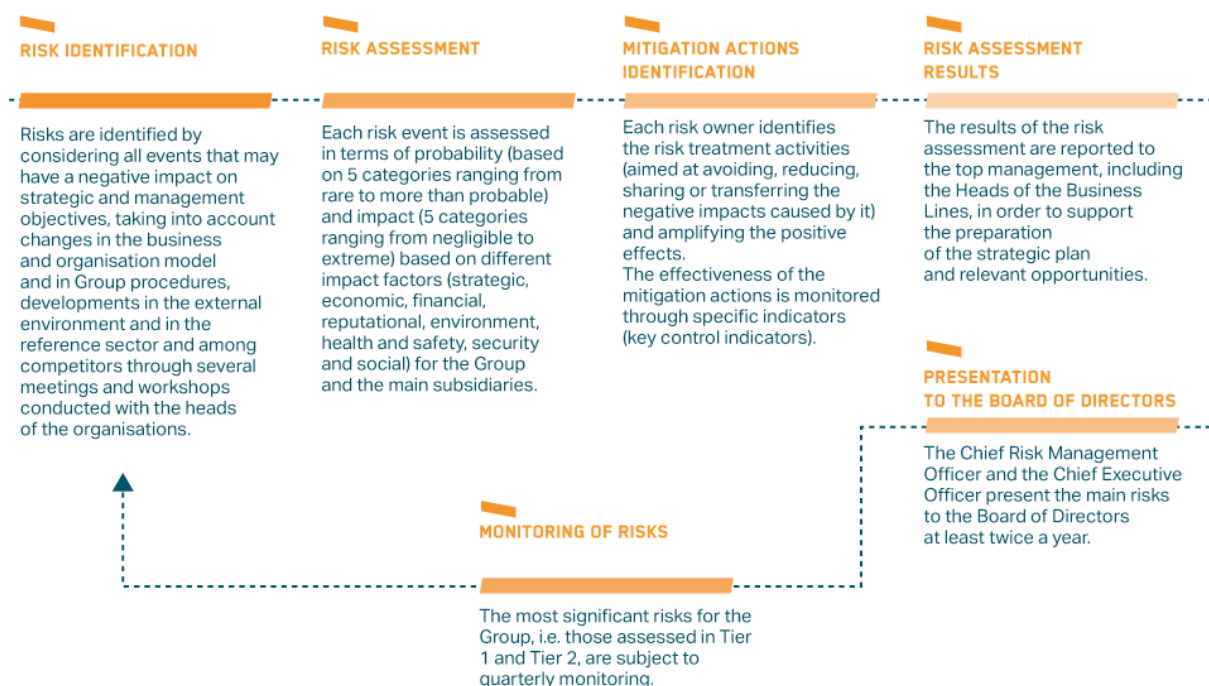 RISK IDENTIFICATION
Risks are identified by
considering all events that may
have a negative impact on
strategic and management
objectives, taking into account
changes in the business
and organisation model
and in Group procedures,
developments in the external
environment and in the
reference sector and among
competitors through several
meetings and workshops
conducted with the heads
of the organisations.
RISK ASSESSMENT
Each risk event is assessed
in terms of probability (based
on 5 categories ranging from
rare to more than probable)
and impact (5 categories
ranging from negligible to
extreme) based on different
impact factors (strategic,
economic, financial,
reputational, environment,
health and safety, security
and social) for the Group
and the main subsidiaries.
MITIGATION ACTIONS
IDENTIFICATION
Each risk owner identifies
the risk treatment activities
(aimed at avoiding, reducing,
sharing or transferring the
negative impacts caused by it)
and amplifying the positive
effects.
The effectiveness of the
mitigation actions is monitored
through specific indicators
(key control indicators).
RISK ASSESSMENT
RESULTS
The results of the risk
assessment are reported to
the top management, including
the Heads of the Business
Lines, in order to support
the preparation
of the strategic plan
and relevant opportunities.
PRESENTATION
TO THE BOARD OF DIRECTORS
The Chief Risk Management
Officer and the Chief Executive
Officer present the main risks
to the Board of Directors
at least twice a year.
MONITORING OF RISKS
The most significant risks for the
Group, i.e. those assessed in Tier
1 and Tier 2, are subject to
quarterly monitoring.